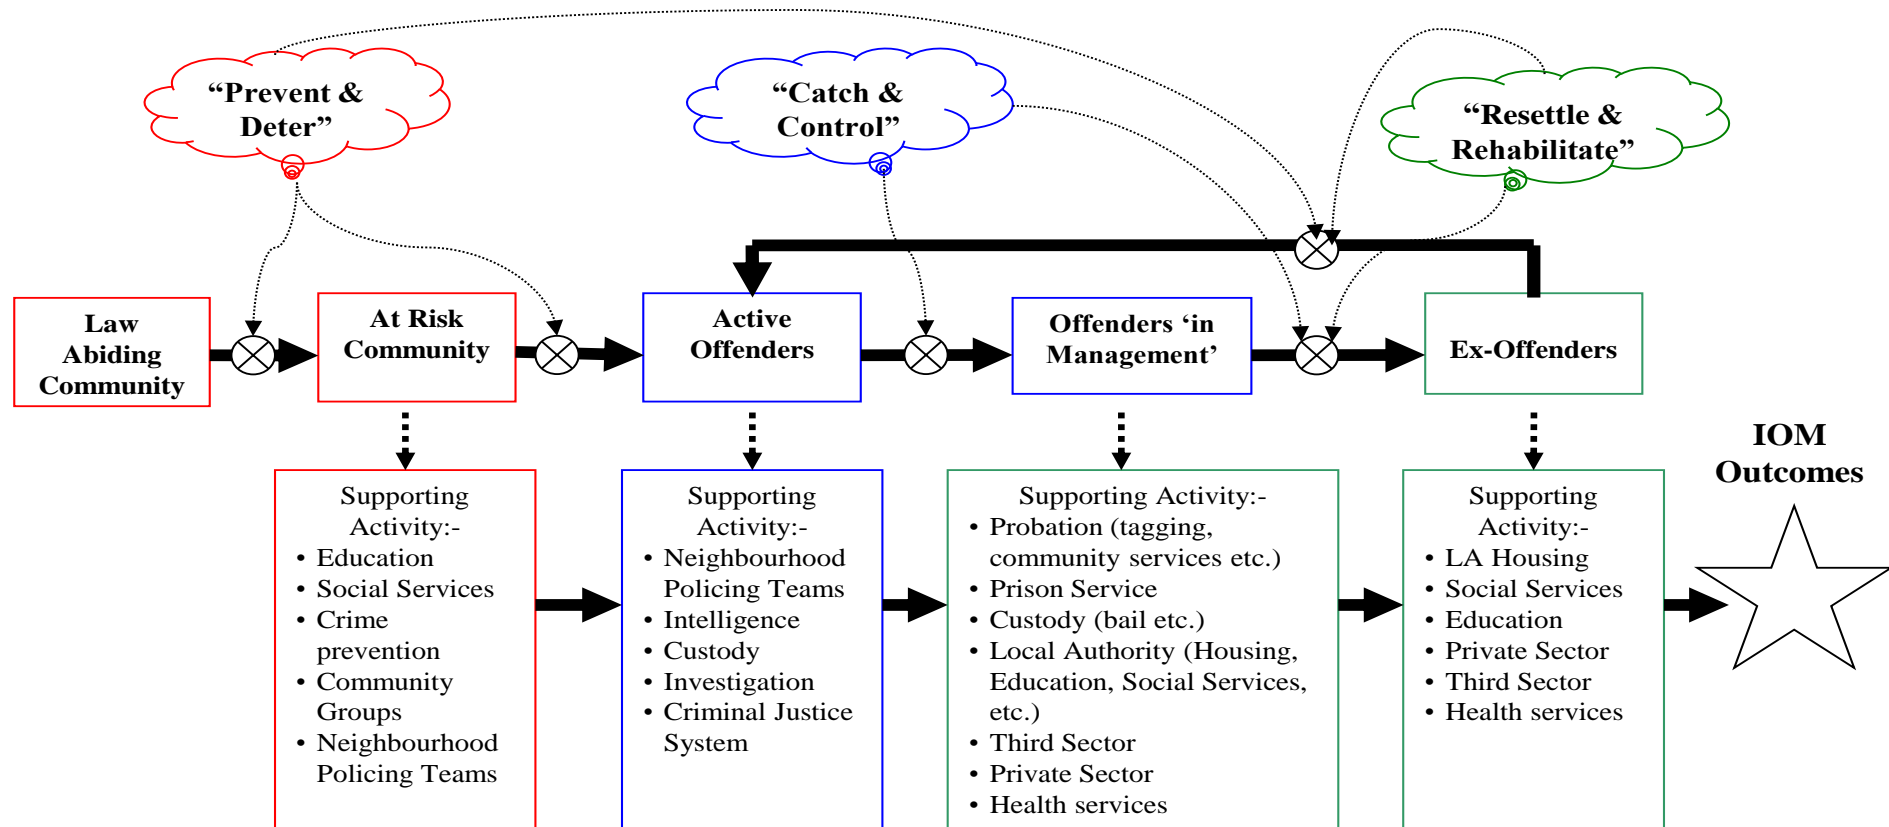 “Prevent &
Deter”
“Catch &
Control”
“Resettle &
Rehabilitate”
Law
Abiding
Community
At Risk
Community
Active
Offenders
Offenders ‘in
Management’
Ex-Offenders
IOM
Outcomes
Supporting
Activity:-
• Education
• Social Services
• Crime
prevention
• Community
Groups
• Neighbourhood
Policing Teams
Supporting
Activity:-
• Neighbourhood
Policing Teams
• Intelligence
• Custody
• Investigation
• Criminal Justice
System
Supporting Activity:-
• Probation (tagging,
community services etc.)
• Prison Service
• Custody (bail etc.)
• Local Authority (Housing,
Education, Social Services,
etc.)
• Third Sector
• Private Sector
• Health services
Supporting
Activity:-
• LA Housing
• Social Services
• Education
• Private Sector
• Third Sector
• Health services